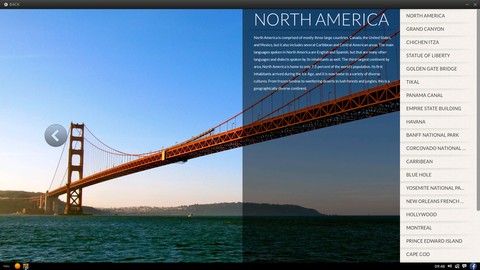 BACK
NORTH AMERICA
North America is comprised of mostly three large countries: Canada, the United States,
and Mexico, but it also includes several Caribbean and Central American areas. The main
languages spoken in North America are English and Spanish, but there are many other
languages and dialects spoken by its inhabitants as well. The third-largest continent by
area, North America is home to over 7.5 percent of the world's population. Its first
inhabitants arrived during the Ice Age, and it is now home to a variety of diverse
cultures. From frozen tundras to sweltering deserts to lush forests and jungles, this is a
geographically diverse continent.
NORTH AMERICA
GRAND CANYON
CHICHEN ITZA
STATUE OF LIBERTY
GOLDEN GATE BRIDGE
TIKAL
PANAMA CANAL
EMPIRE STATE BUILDING
HAVANA
BANFF NATIONAL PARK
CORCOVADO NATIONAL ...
CARRIBEAN
BLUE HOLE
YOSEMITE NATIONAL PA...
NEW ORLEANS FRENCH ...
HOLLYWOOD
MONTREAL
PRINCE EDWARD ISLAND
CAPE COD